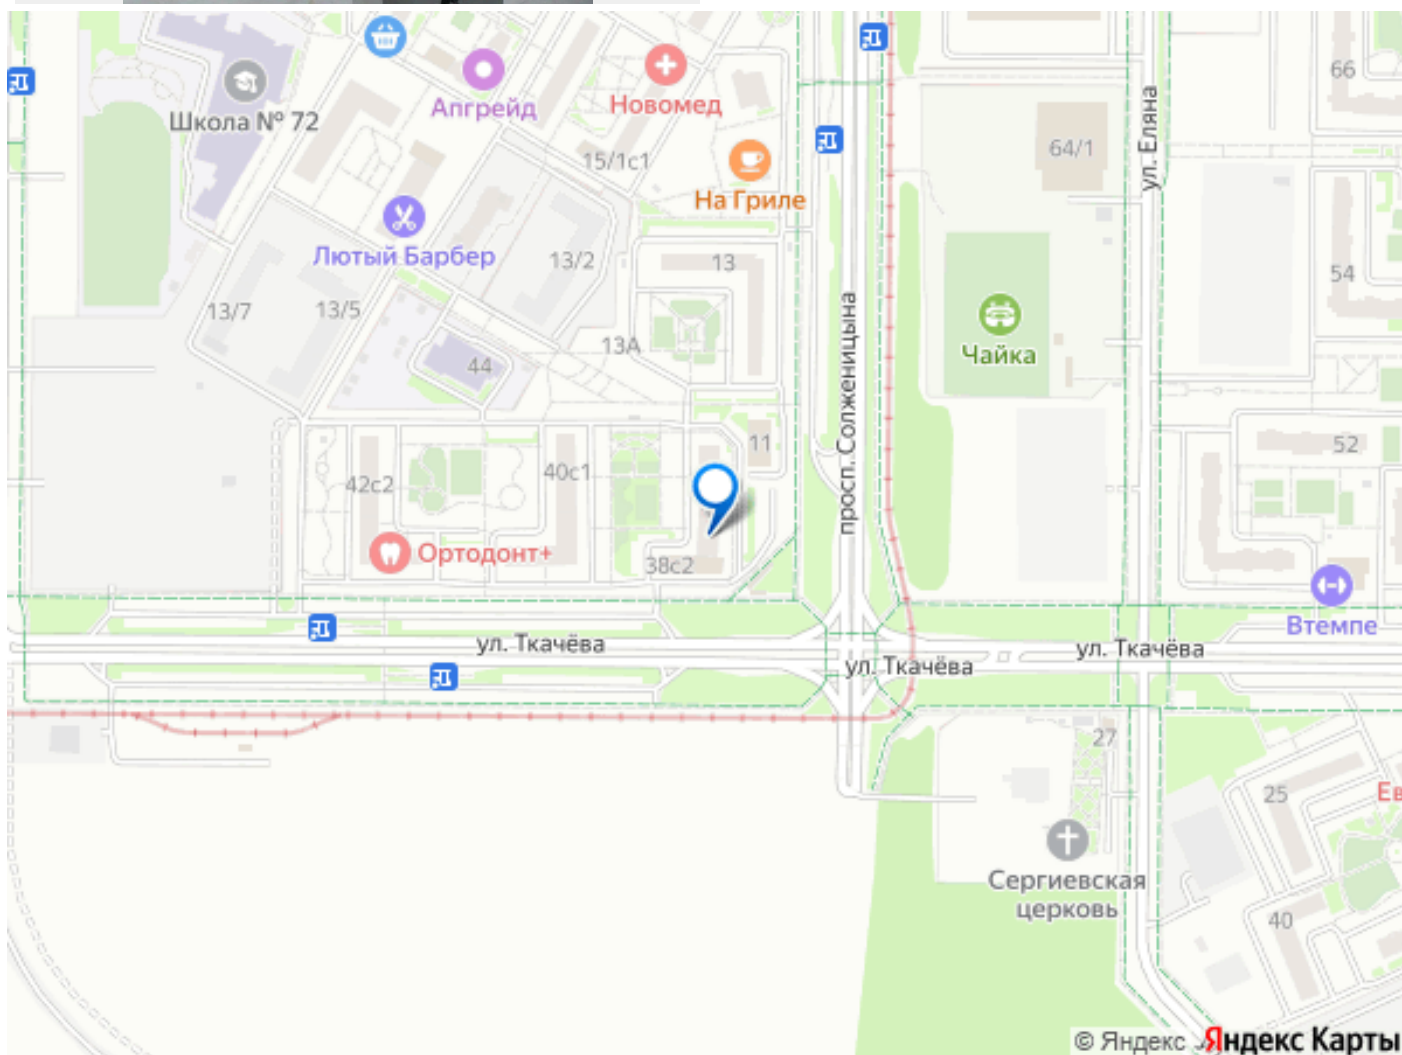 66
Апгрейд
Новомед
Школа № 72
64/1
ул. Еляна
15/1с1
На Гриле
Лютый Барбер
13/2
13
54
13/7
13/5
просп. Солженицына
13А
Чайка
44
11
52
42с2
40с1
Ортодонт+
38с2
Втемпе
ул. Ткачёва
ул. Ткачёва
ул. Ткачёва
27
25
Ев
Сергиевская
церковь
40
© Яндекс
Яндекс Карты